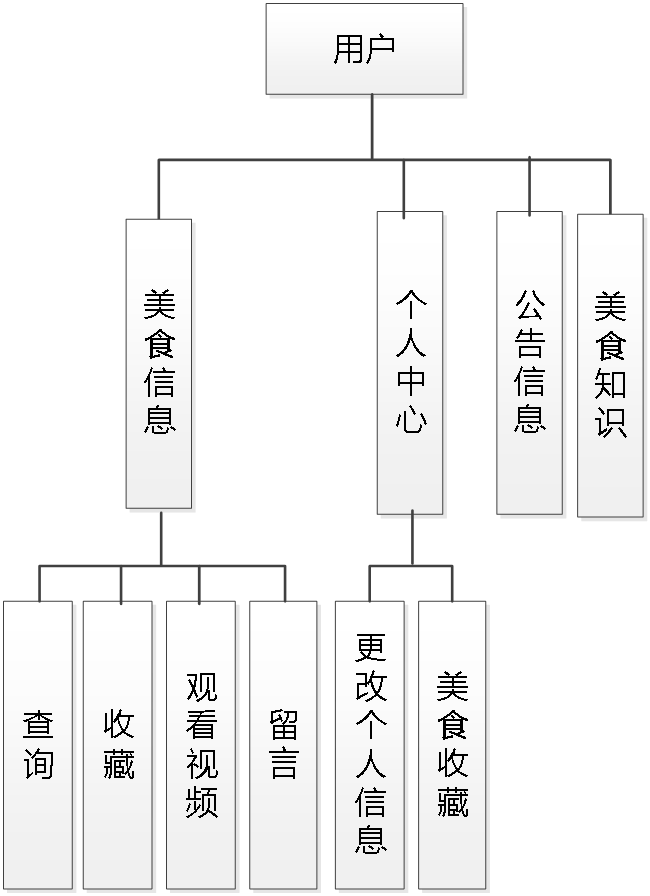 用户
美食信息
个人中心
公告信息
美食知识
查询
收藏
观看视频
留言
更改个人信息
美食收藏